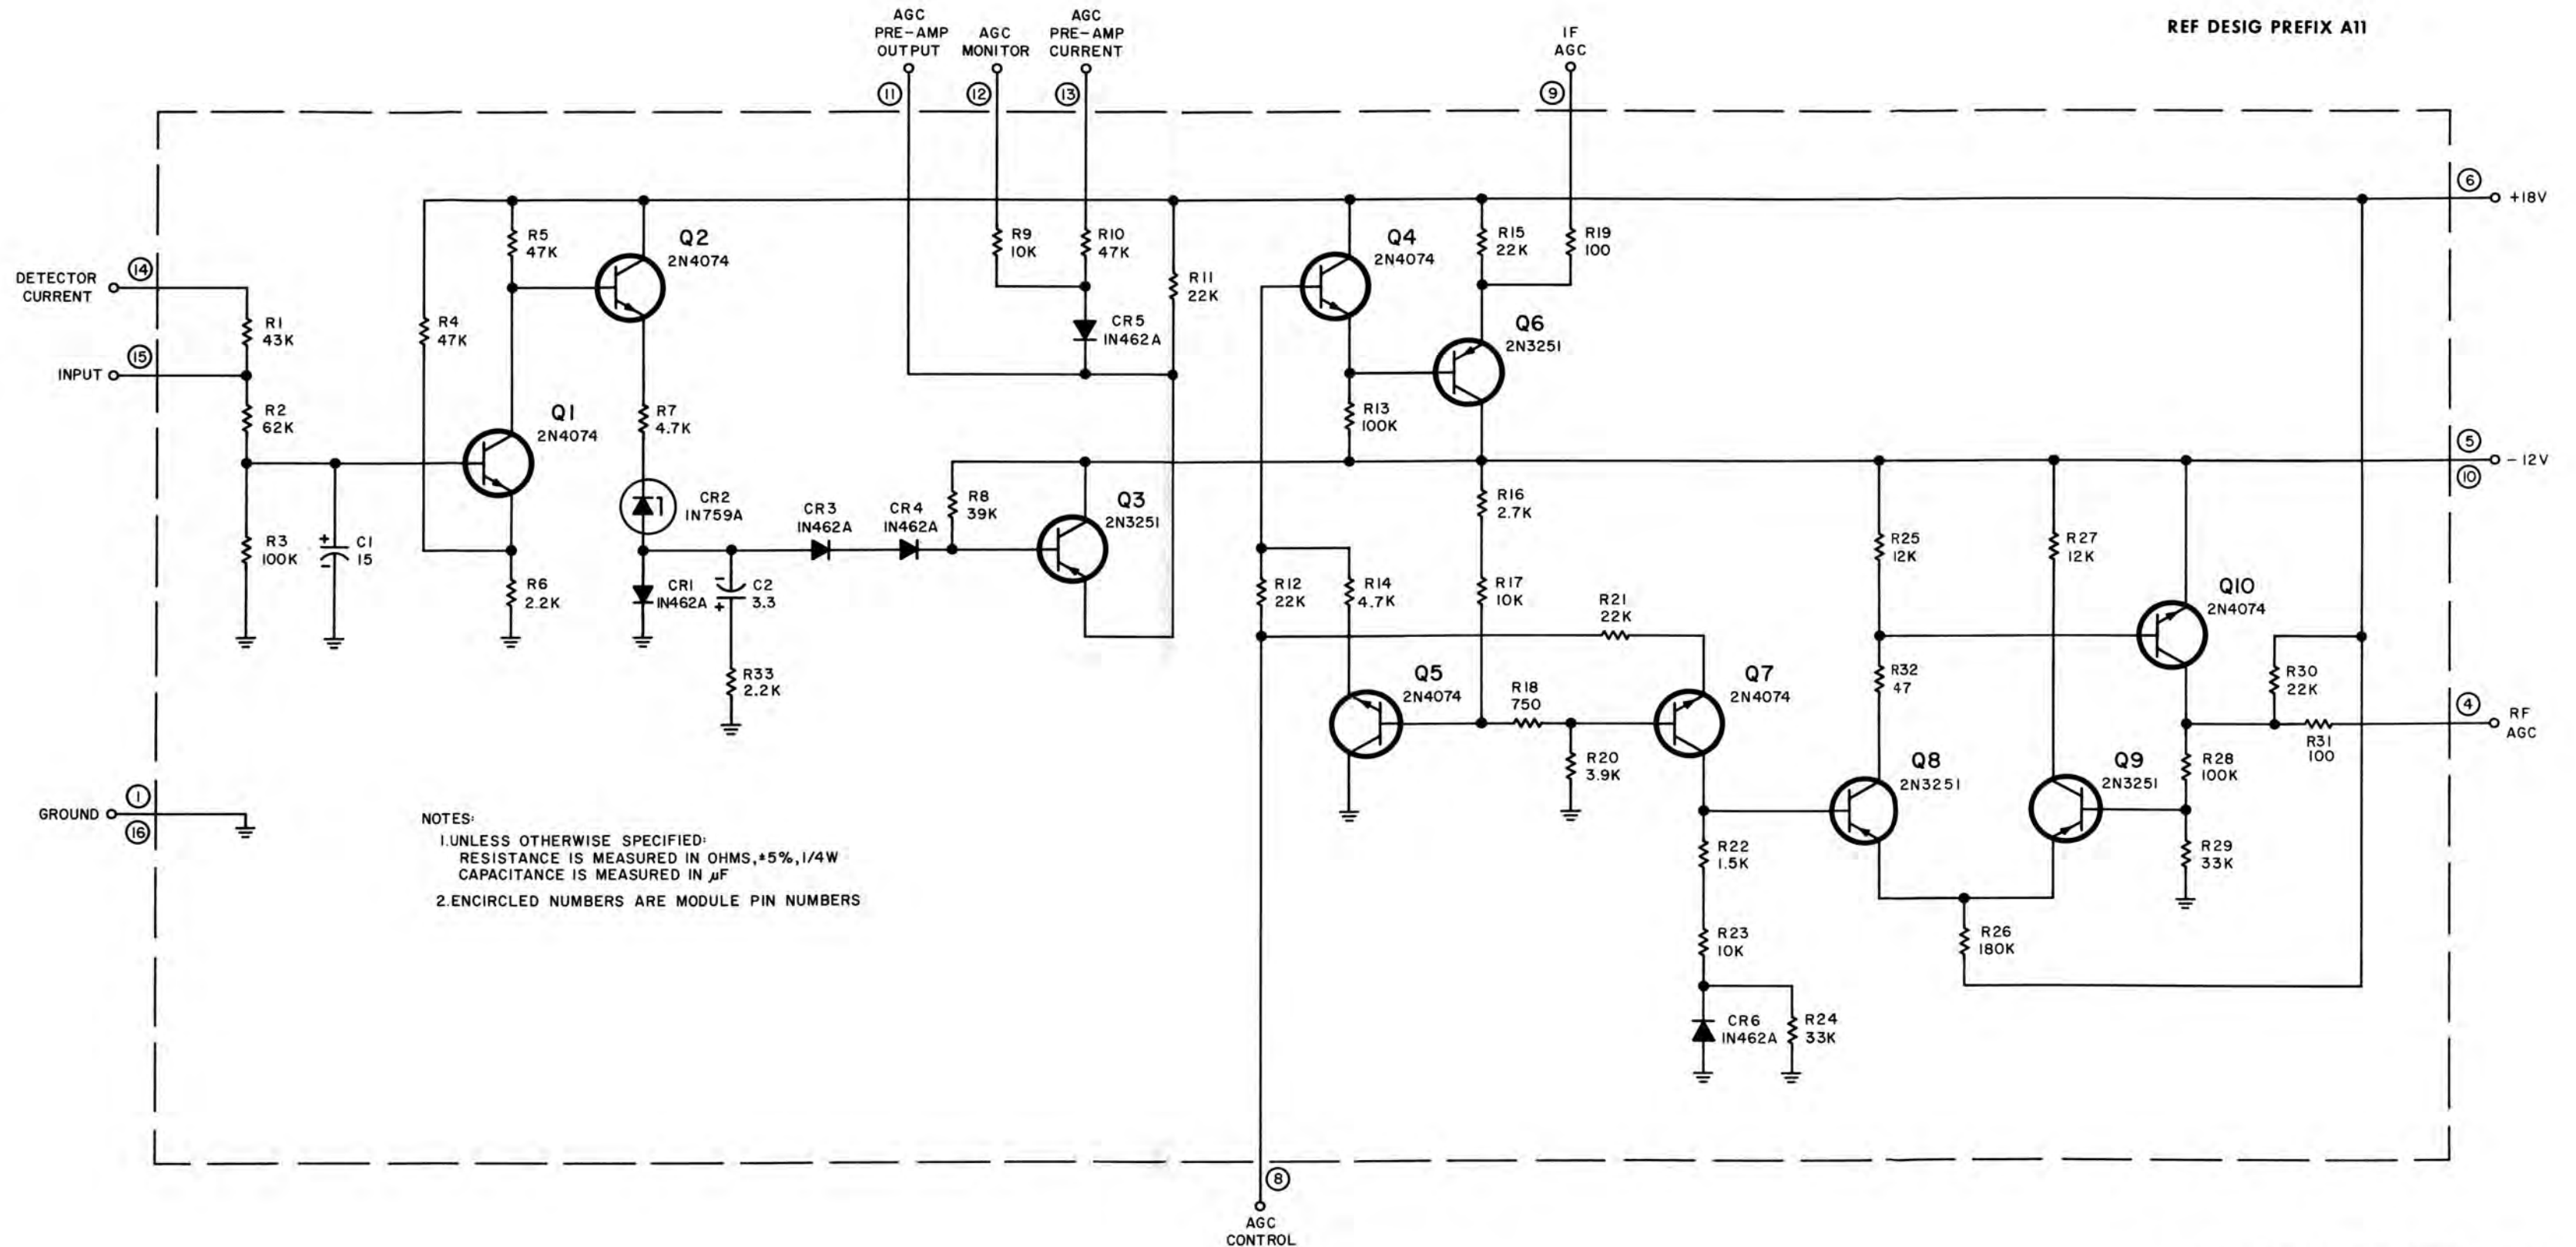 REF DESIG PREFIX A11
AGC
PRE-AMP
OUTPUT
AGC
MONITOR
AGC
PRE-AMP
CURRENT
IF
AGC
11
12
13
9
6
+18V
R5
47K
Q2
2N4074
R9
10K
R10
47K
R11
22K
Q4
2N4074
R15
22K
R19
100
14
DETECTOR
CURRENT
R1
43K
R4
47K
CR5
IN462A
Q6
2N3251
15
INPUT
R2
62K
Q1
2N4074
R7
4.7K
R13
100K
5
-12V
10
R3
100K
+
-
C1
15
CR2
IN759A
CR3
IN462A
CR4
IN462A
R8
39K
Q3
2N3251
R16
2.7K
R25
12K
R27
12K
R6
2.2K
CR1
IN462A
-
+
C2
3.3
R12
22K
R14
4.7K
R17
10K
R21
22K
Q10
2N4074
R33
2.2K
Q5
2N4074
R18
750
Q7
2N4074
R32
47
R30
22K
4
RF
AGC
R31
100
R20
3.9K
Q8
2N3251
Q9
2N3251
R28
100K
1
GROUND
16
NOTES:
1.UNLESS OTHERWISE SPECIFIED:
RESISTANCE IS MEASURED IN OHMS,±5%,1/4W
CAPACITANCE IS MEASURED IN µF
2.ENCIRCLED NUMBERS ARE MODULE PIN NUMBERS
R22
1.5K
R29
33K
R23
10K
R26
180K
CR6
IN462A
R24
33K
8
AGC
CONTROL